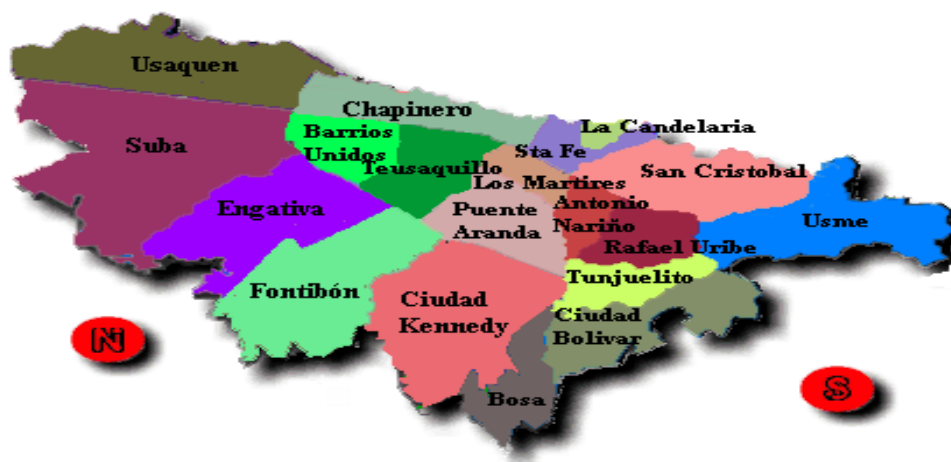 Usaquen
Chapinero
La Candelaria
Barrios
Unidos
Suba
Sta Fe
Teusaquillo
San Cristobal
Los Martires
Antonio
Nariño
Engativa
Puente
Aranda
Usme
Rafael Uribe
Tunjuelito
Fontibón
Ciudad
Kennedy
Ciudad
Bolivar
N
S
Bosa